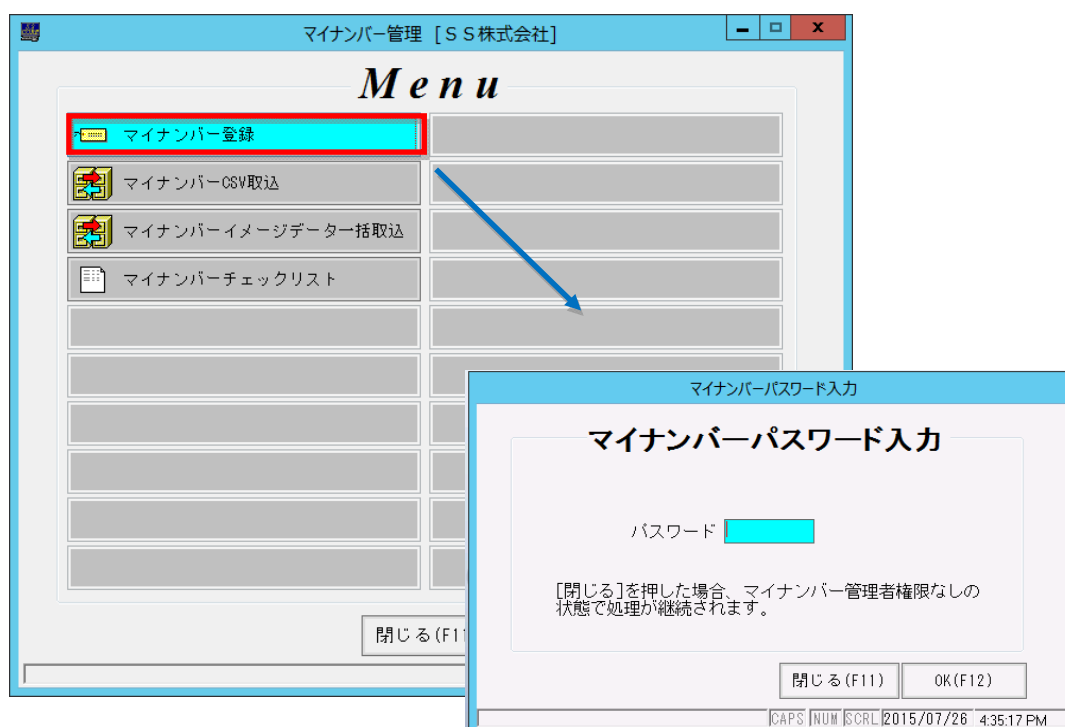 マイナンバー管理 [ＳＳ株式会社]
Menu
マイナンバー登録
マイナンバーCSV取込
マイナンバーイメージデータ一括取込
マイナンバーチェックリスト
閉じる(F11
マイナンバーパスワード入力
マイナンバーパスワード入力
パスワード
[閉じる]を押した場合、マイナンバー管理者権限なしの
状態で処理が継続されます。
閉じる(F11) OK(F12)
CAPS NUM SCRL 2015/07/26 4:35:17 PM